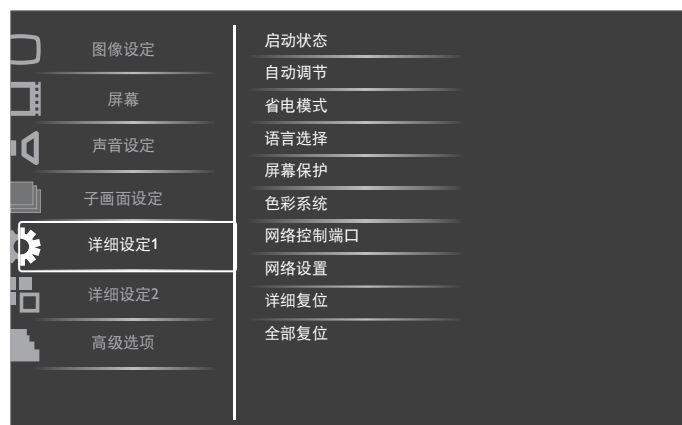 图像设定
屏幕
声音设定
子画面设定
详细设定1
详细设定2
高级选项
启动状态
自动调节
省电模式
语言选择
屏幕保护
色彩系统
网络控制端口
网络设置
详细复位
全部复位